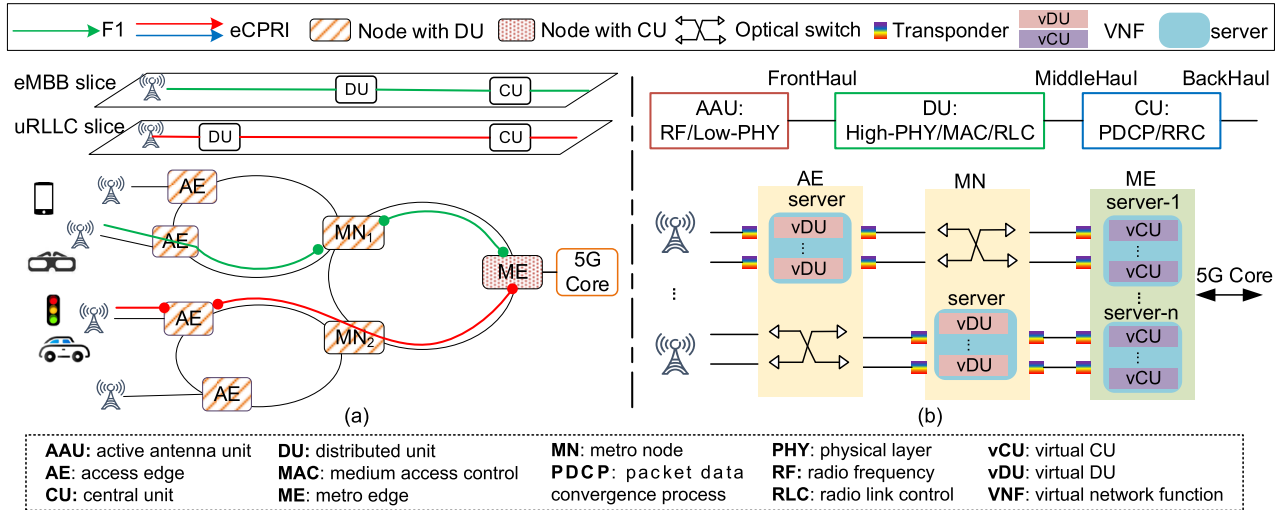 F1 eCPRI Node with DU Node with CU Optical switch Transponder vDU vCU VNF server
eMBB slice
DU CU
uRLLC slice
DU CU
AE
AE
MN1
ME
5G Core
AE
MN2
AE
(a)
FrontHaul MiddleHaul BackHaul
AAU: RF/Low-PHY
DU: High-PHY/MAC/RLC
CU: PDCP/RRC
AE MN ME
server
vDU
⋮
vDU
server-1
vCU
⋮
vCU
⋮
5G Core
server
vDU
⋮
vDU
server-n
vCU
⋮
vCU
...
(b)
AAU: active antenna unit DU: distributed unit MN: metro node PHY: physical layer vCU: virtual CU
AE: access edge MAC: medium access control PDCP: packet data RF: radio frequency vDU: virtual DU
CU: central unit ME: metro edge convergence process RLC: radio link control VNF: virtual network function